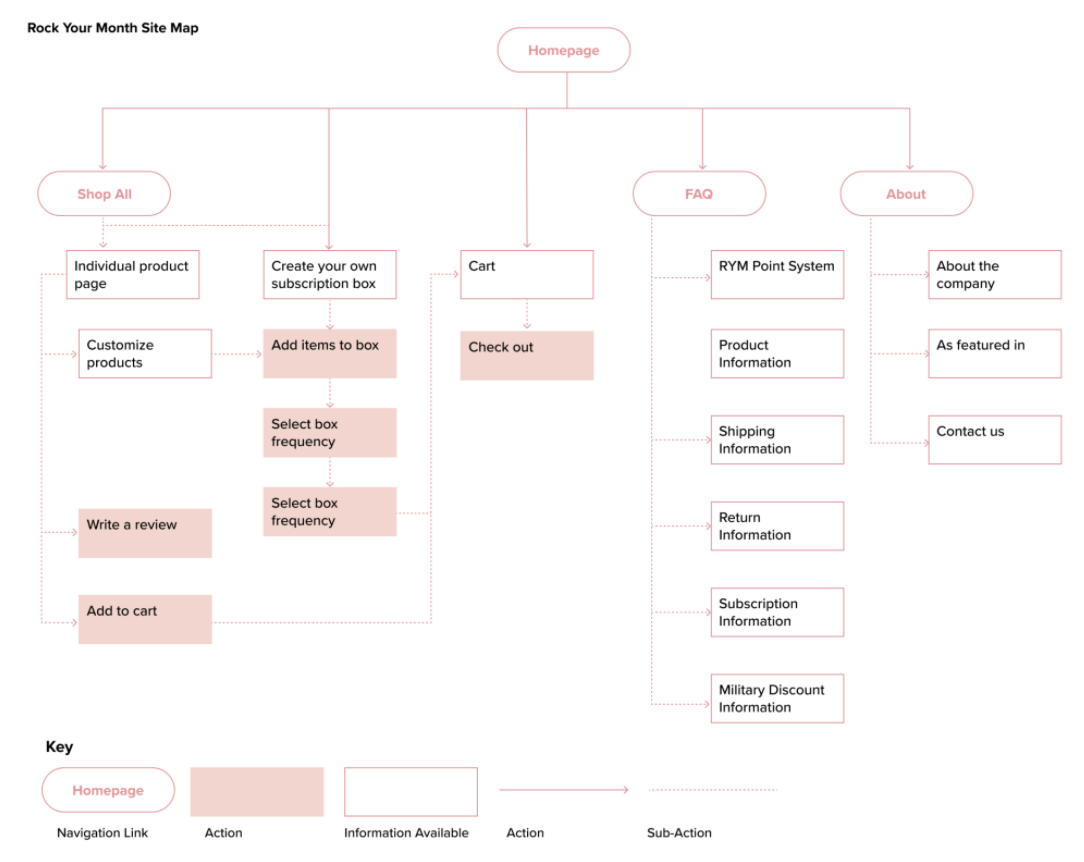 Rock Your Month Site Map
Homepage
Shop All
FAQ
About
Individual product
page
Create your own
subscription box
Cart
RYM Point System
About the
company
Customize
products
Add items to box
Check out
Product
Information
As featured in
Select box
frequency
Shipping
Information
Contact us
Select box
frequency
Write a review
Return
Information
Add to cart
Subscription
Information
Military Discount
Information
Key
Homepage
Navigation Link
Action
Information Available
Action
Sub-Action